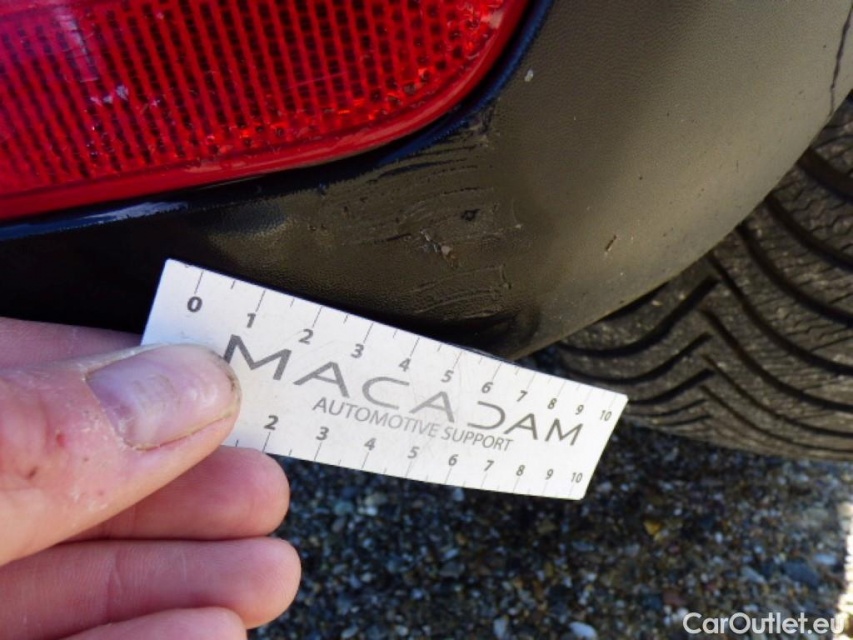 0 1 2 3 4 5 6 7 8 9 10
MACADAM
AUTOMOTIVE SUPPORT
2 3 4 5 6 7 8 9 10
CarOutlet.eu